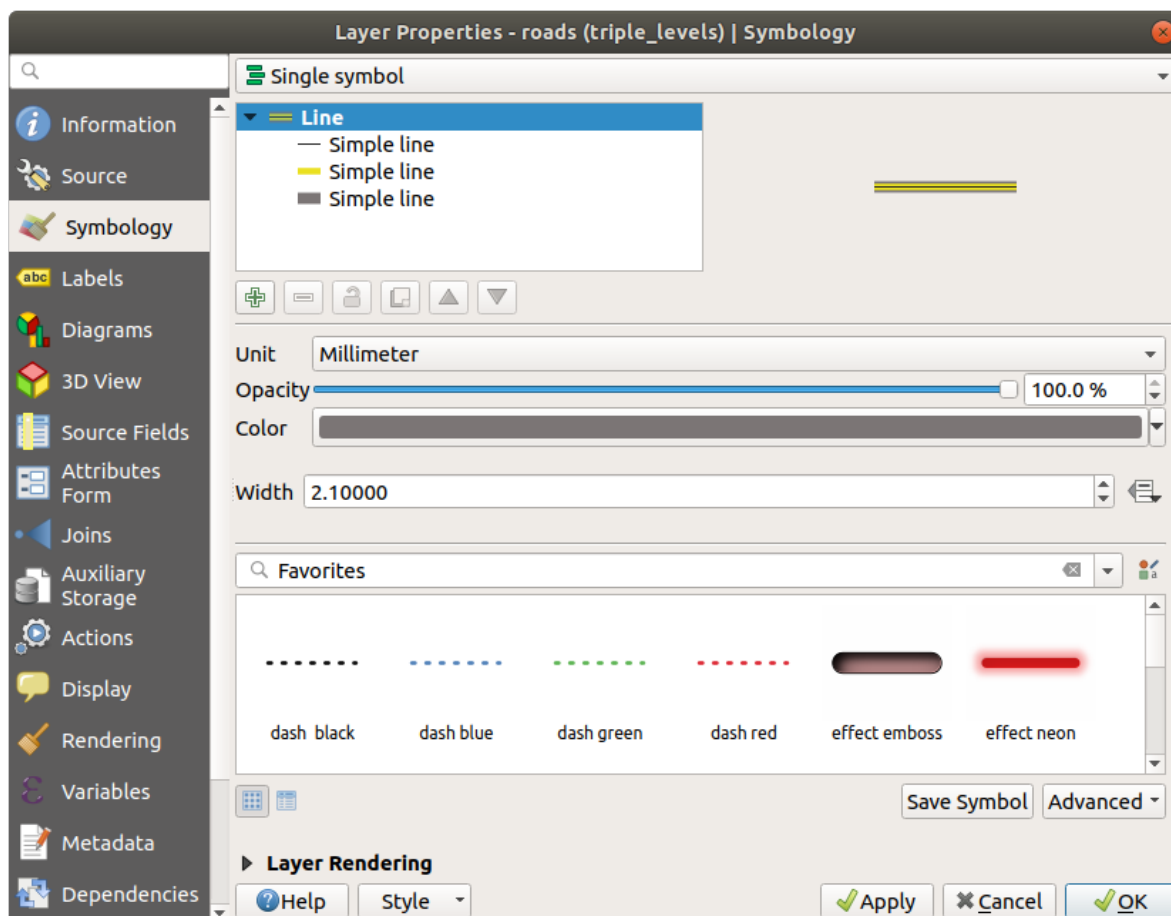 Layer Properties - roads (triple_levels) | Symbology
Single symbol
Information
Source
Symbology
abc Labels
Diagrams
3D View
Source Fields
Attributes
Form
Joins
Auxiliary
Storage
Actions
Display
Rendering
Variables
Metadata
Dependencies
Line
Simple line
Simple line
Simple line
Unit Millimeter
Opacity 100.0 %
Color
Width 2.10000
Favorites
dash black dash blue dash green dash red effect emboss effect neon
Save Symbol Advanced
Layer Rendering
Help Style Apply Cancel OK